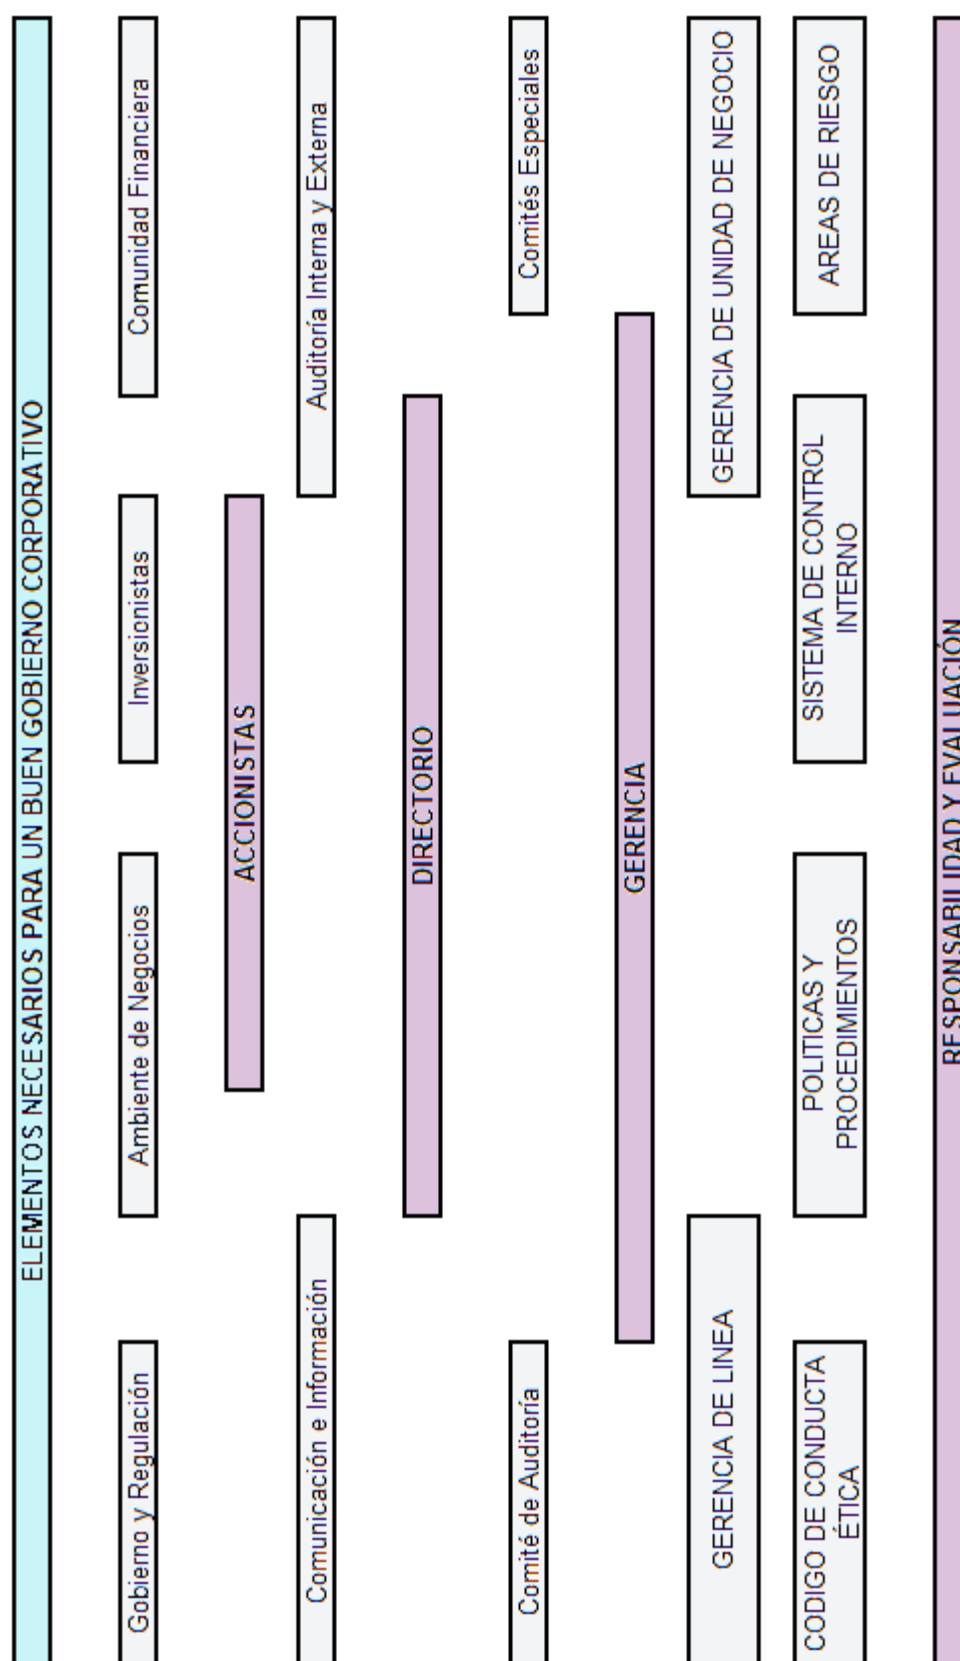 ELEMENTOS NECESARIOS PARA UN BUEN GOBIERNO CORPORATIVO
Gobierno y Regulación
Ambiente de Negocios
Inversionistas
Comunidad Financiera
ACCIONISTAS
Comunicación e Información
Auditoría Interna y Externa
DIRECTORIO
Comité de Auditoría
Comités Especiales
GERENCIA
GERENCIA DE LINEA
GERENCIA DE UNIDAD DE NEGOCIO
CODIGO DE CONDUCTA
ÉTICA
POLITICAS Y
PROCEDIMIENTOS
SISTEMA DE CONTROL
INTERNO
AREAS DE RIESGO
RESPONSABILIDAD Y EVALUACIÓN